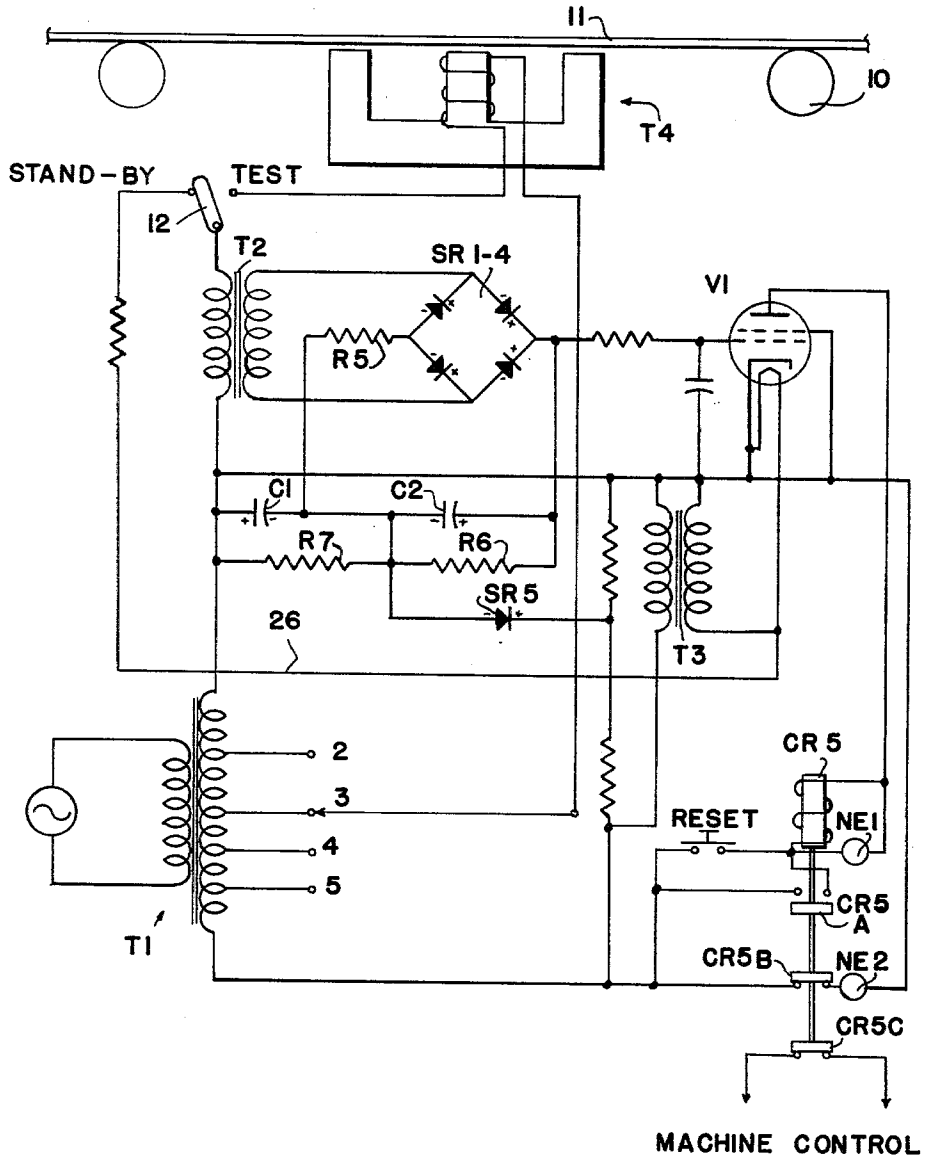 11
10
T4
STAND-BY
TEST
12
T2
SR 1-4
V1
R5
C1
C2
R7
R6
SR5
26
T3
2
3
4
5
T1
CR 5
RESET
NE1
CR5
A
CR5B
NE2
CR5C
MACHINE CONTROL